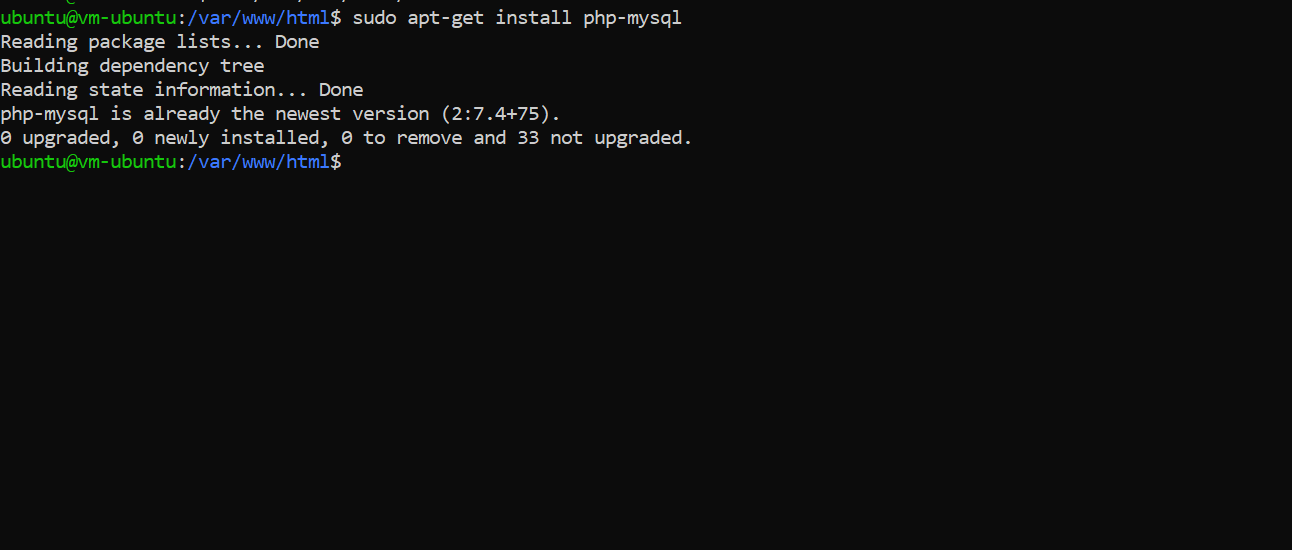 ubuntu@vm-ubuntu:/var/www/html$ sudo apt-get install php-mysql
Reading package lists... Done
Building dependency tree
Reading state information... Done
php-mysql is already the newest version (2:7.4+75).
0 upgraded, 0 newly installed, 0 to remove and 33 not upgraded.
ubuntu@vm-ubuntu:/var/www/html$